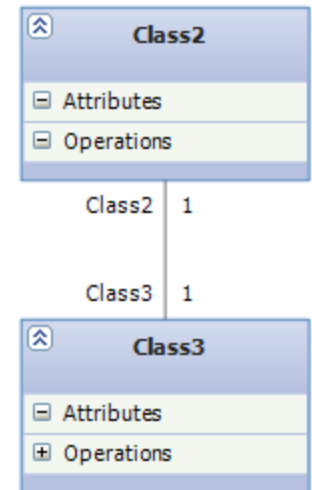 Class2
Attributes
Operations
Class2 1
Class3 1
Class3
Attributes
Operations